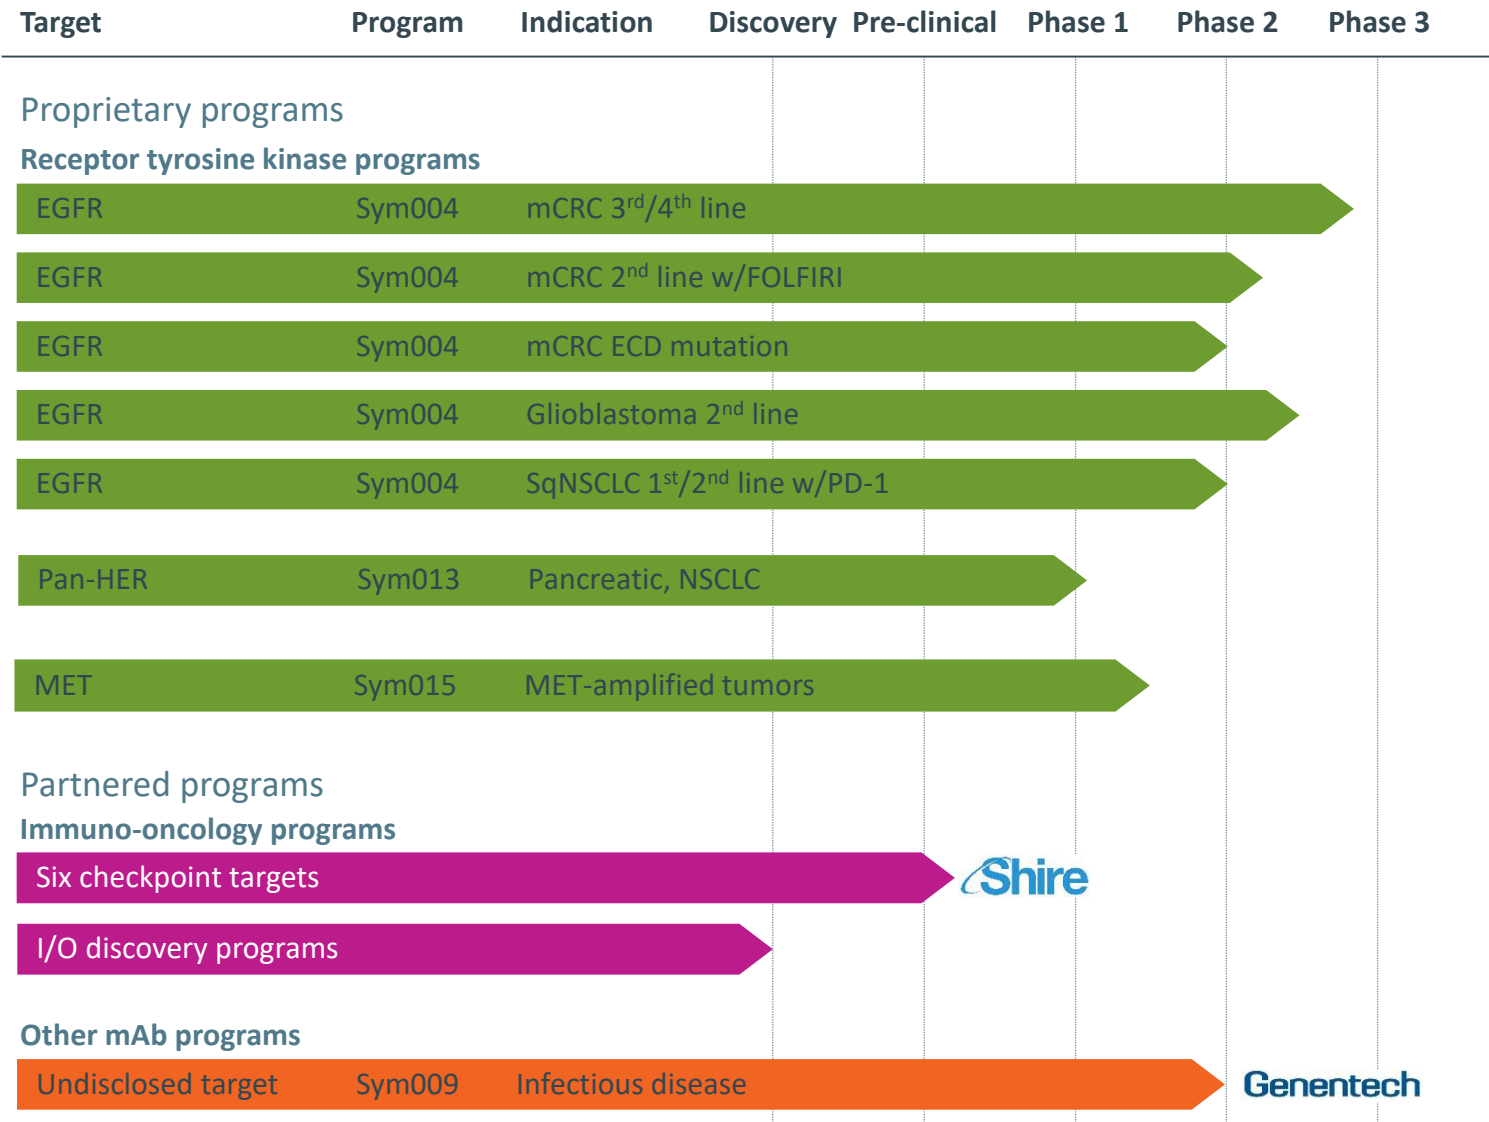 Target Program Indication Discovery Pre-clinical Phase 1 Phase 2 Phase 3
Proprietary programs
Receptor tyrosine kinase programs
EGFR Sym004 mCRC 3rd/4th line
EGFR Sym004 mCRC 2nd line w/FOLFIRI
EGFR Sym004 mCRC ECD mutation
EGFR Sym004 Glioblastoma 2nd line
EGFR Sym004 SqNSCLC 1st/2nd line w/PD-1
Pan-HER Sym013 Pancreatic, NSCLC
MET Sym015 MET-amplified tumors
Partnered programs
Immuno-oncology programs
Six checkpoint targets Shire
I/O discovery programs
Other mAb programs
Undisclosed target Sym009 Infectious disease Genentech